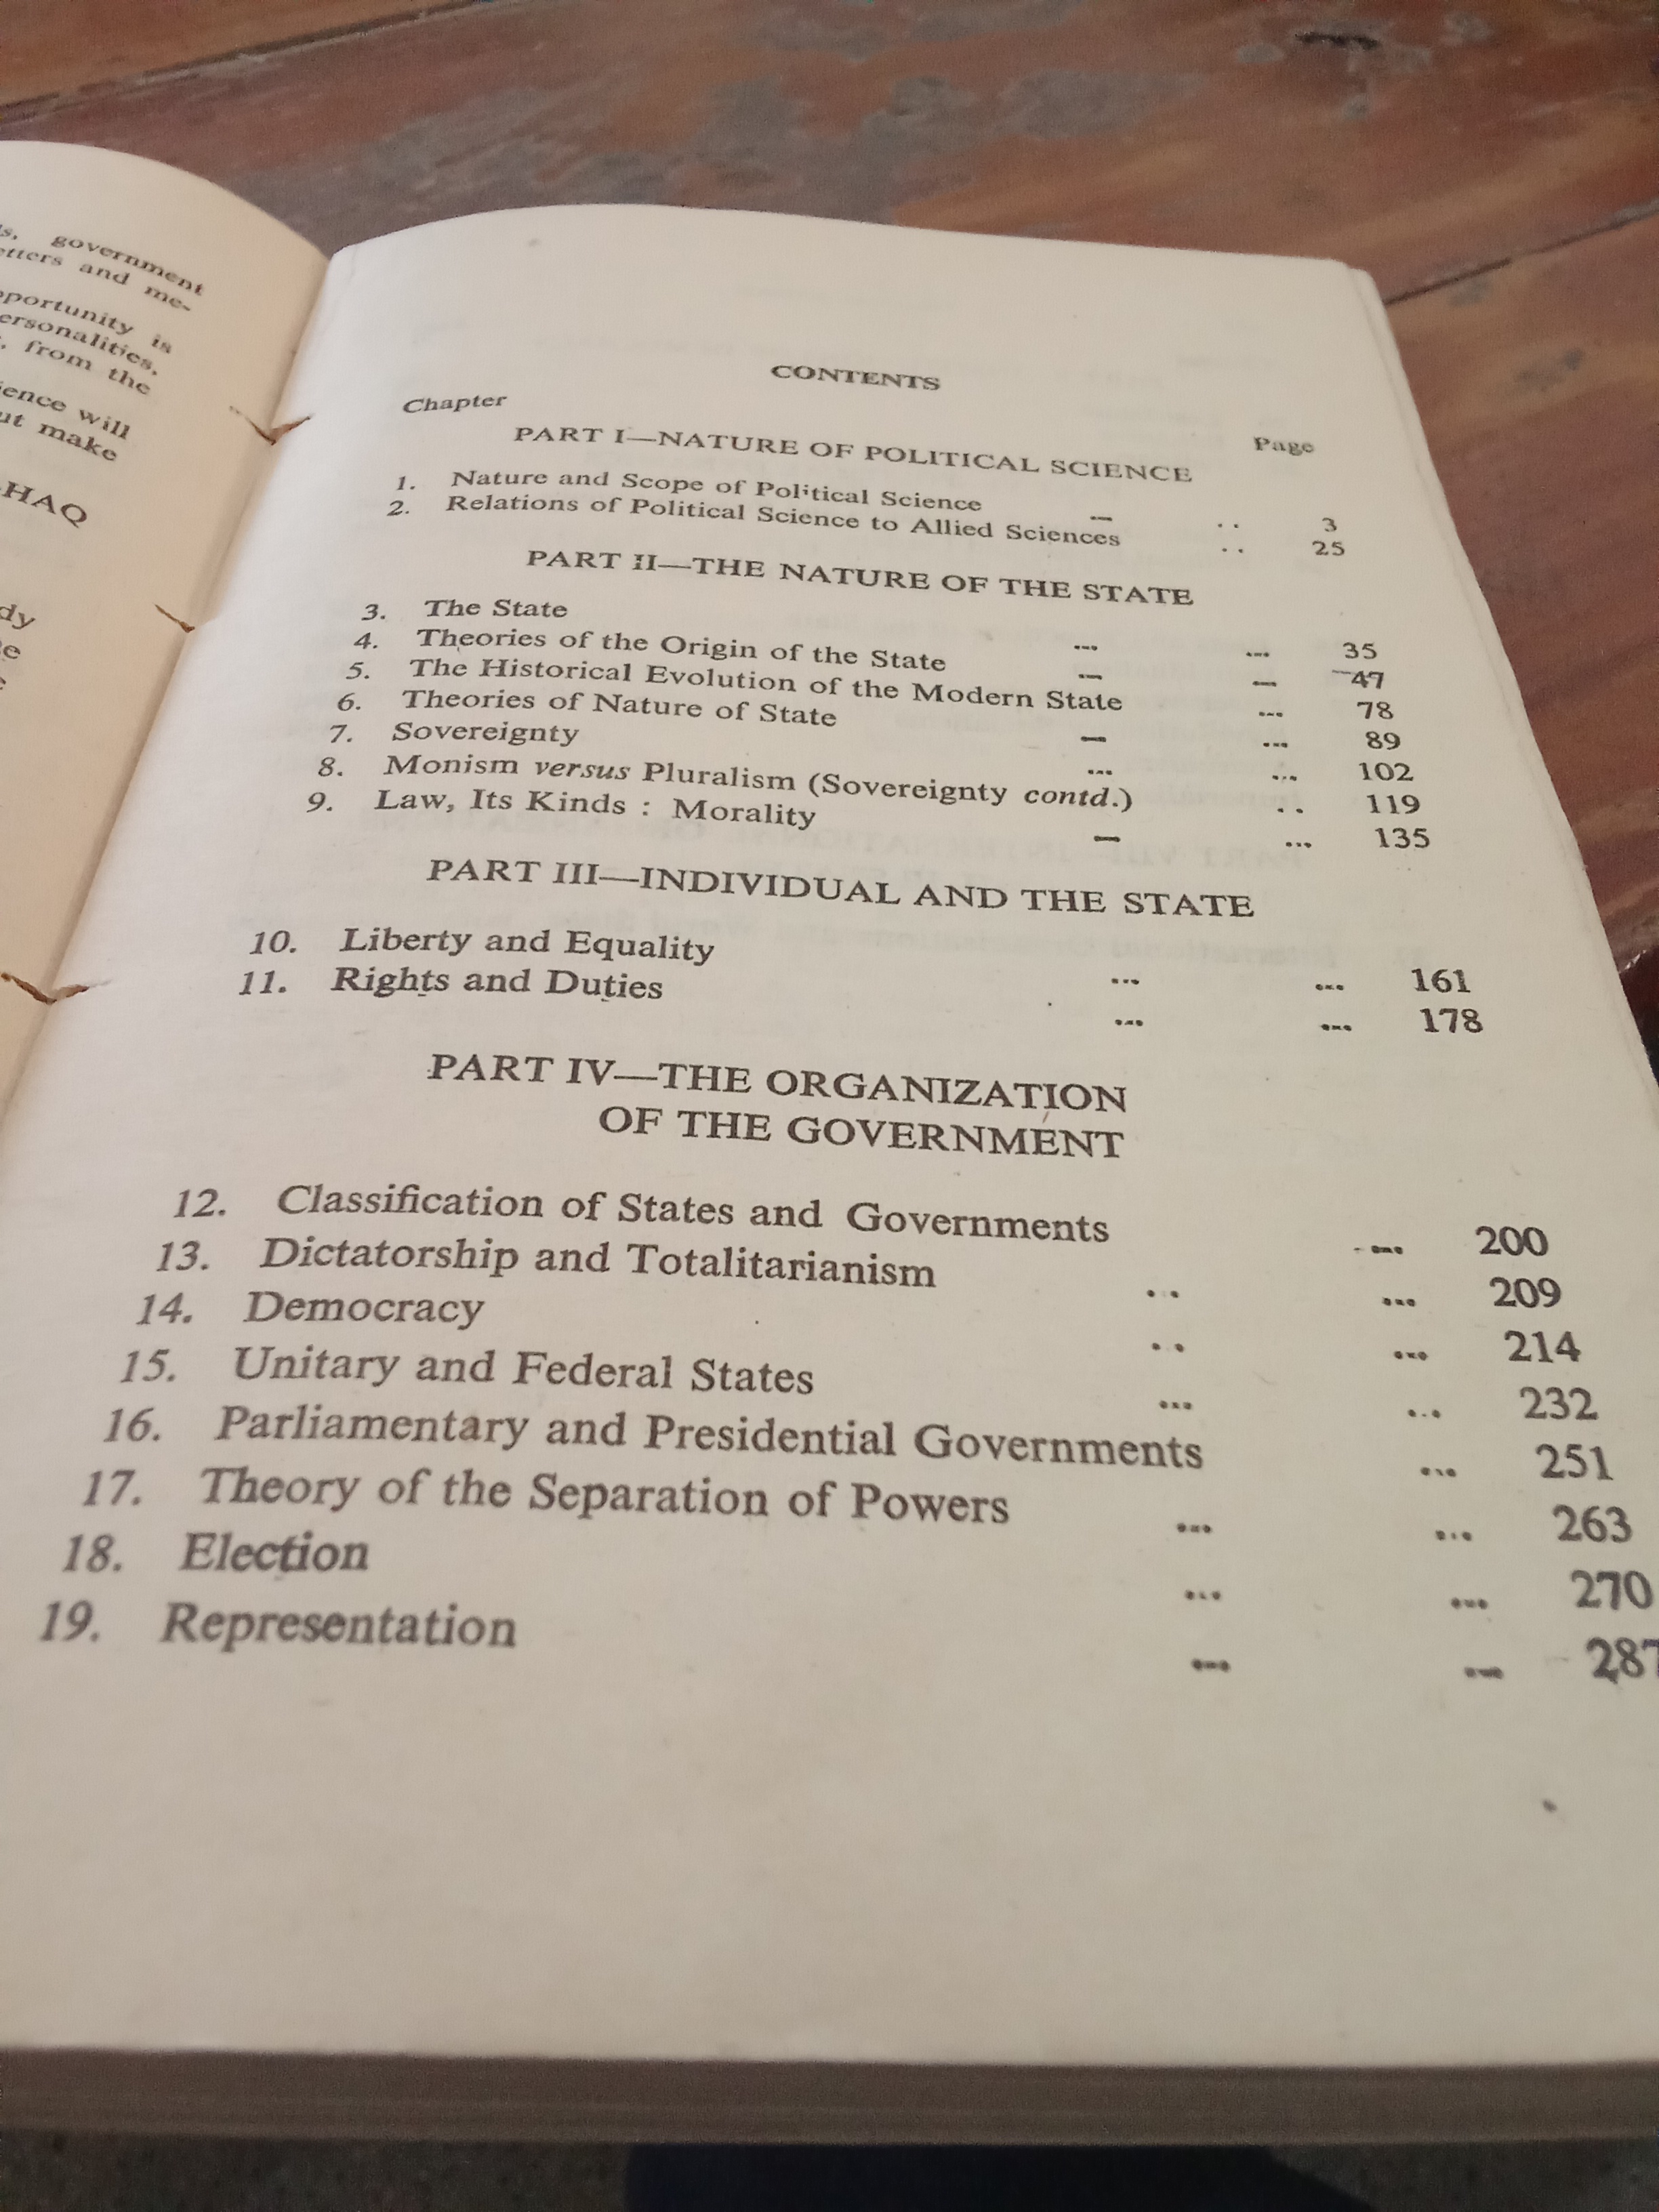 s, government
etters and me-
pportunity is
ersonalities,
, from the
ience will
ut make
HAQ
dy
e
CONTENTS
Chapter
Page
PART I—NATURE OF POLITICAL SCIENCE
1. Nature and Scope of Political Science — .. 3
2. Relations of Political Science to Allied Sciences .. 25
PART II—THE NATURE OF THE STATE
3. The State ... ... 35
4. Theories of the Origin of the State — — 47
5. The Historical Evolution of the Modern State ... 78
6. Theories of Nature of State — ... 89
7. Sovereignty ... ... 102
8. Monism versus Pluralism (Sovereignty contd.) .. 119
9. Law, Its Kinds : Morality — ... 135
PART III—INDIVIDUAL AND THE STATE
10. Liberty and Equality ... ... 161
11. Rights and Duties ... ... 178
PART IV—THE ORGANIZATION
OF THE GOVERNMENT
12. Classification of States and Governments ... 200
13. Dictatorship and Totalitarianism .. ... 209
14. Democracy .. ... 214
15. Unitary and Federal States ... ... 232
16. Parliamentary and Presidential Governments ... 251
17. Theory of the Separation of Powers ... ... 263
18. Election ... ... 270
19. Representation ... ... 287